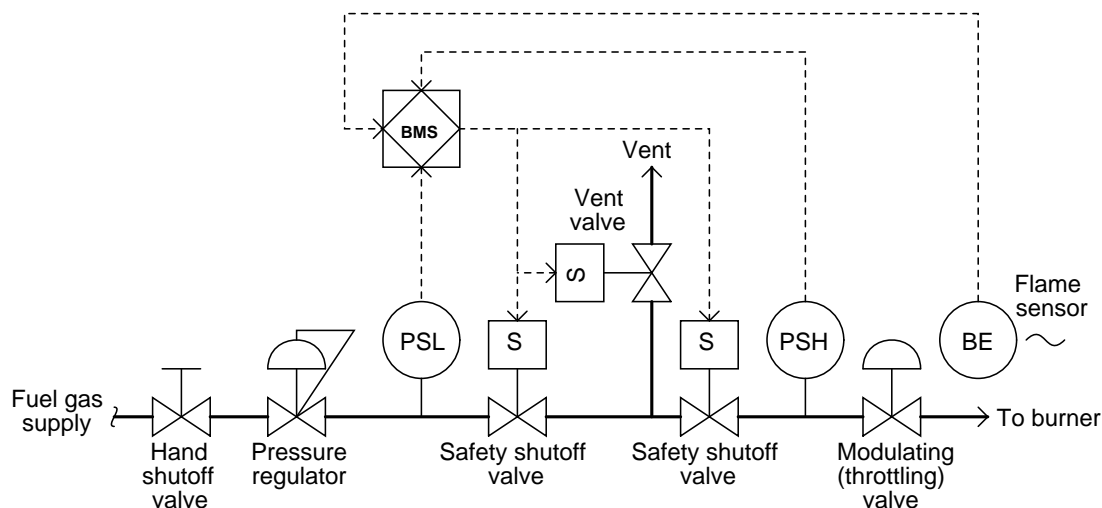 BMS
Vent
Vent
valve
S
Flame
sensor
PSL
S
S
PSH
BE
Fuel gas
supply
To burner
Hand
shutoff
valve
Pressure
regulator
Safety shutoff
valve
Safety shutoff
valve
Modulating
(throttling)
valve